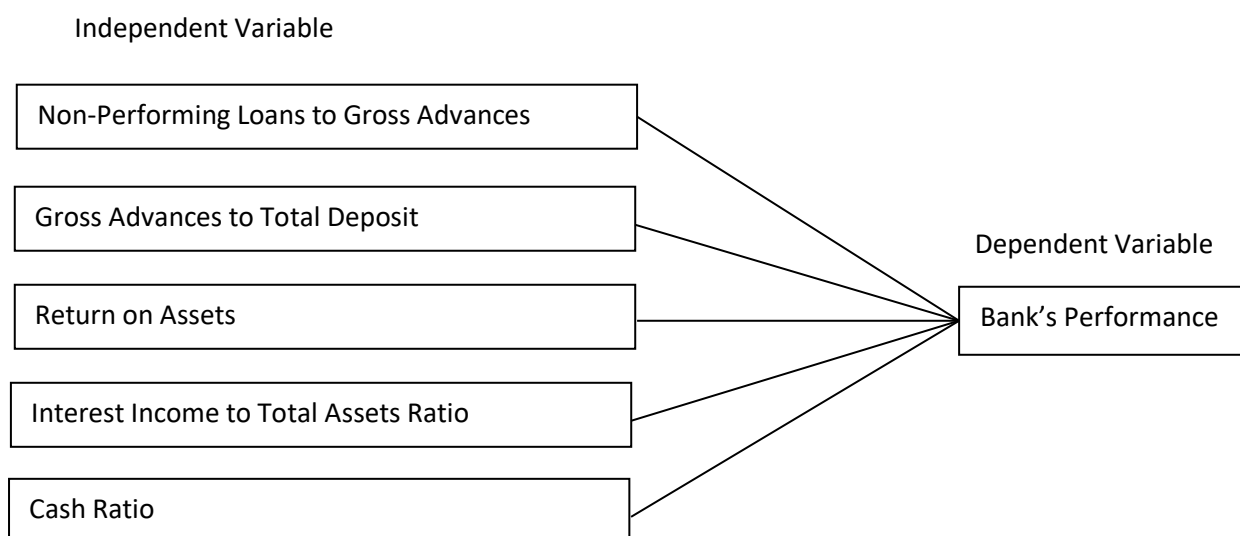 Independent Variable
Non-Performing Loans to Gross Advances
Gross Advances to Total Deposit
Dependent Variable
Return on Assets
Bank’s Performance
Interest Income to Total Assets Ratio
Cash Ratio